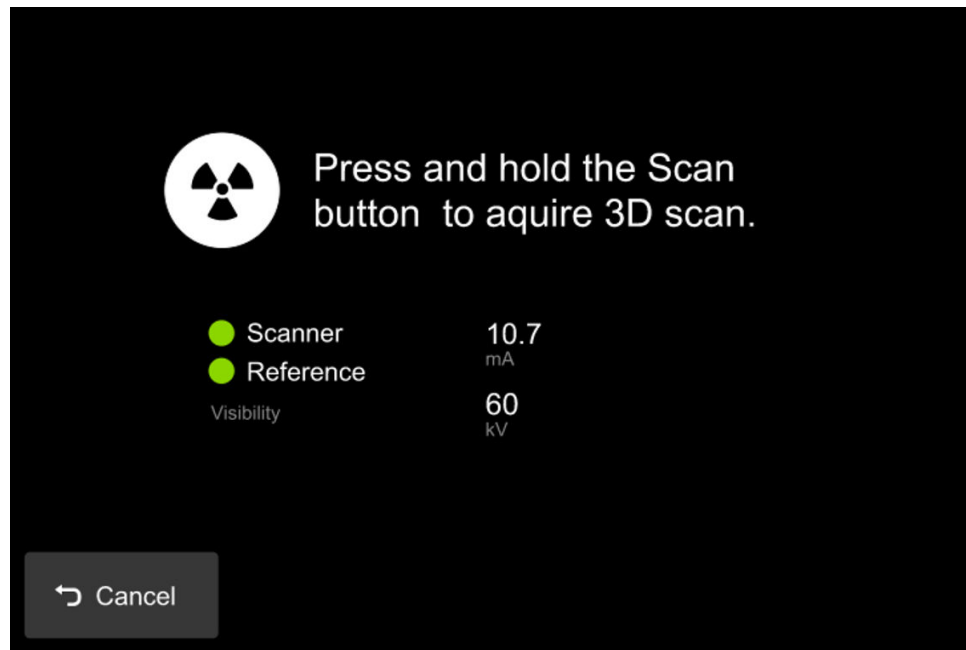 Press and hold the Scan
button  to aquire 3D scan.
Scanner
Reference
Visibility
10.7
mA
60
kV
Cancel